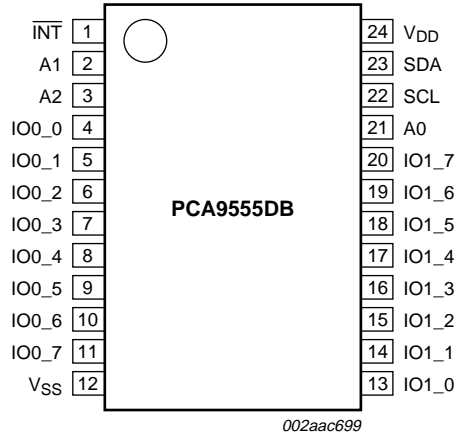 INT 1 24 VDD
A1 2 23 SDA
A2 3 22 SCL
IO0_0 4 21 A0
IO0_1 5 20 IO1_7
IO0_2 6 19 IO1_6
PCA9555DB
IO0_3 7 18 IO1_5
IO0_4 8 17 IO1_4
IO0_5 9 16 IO1_3
IO0_6 10 15 IO1_2
IO0_7 11 14 IO1_1
VSS 12 13 IO1_0
002aac699